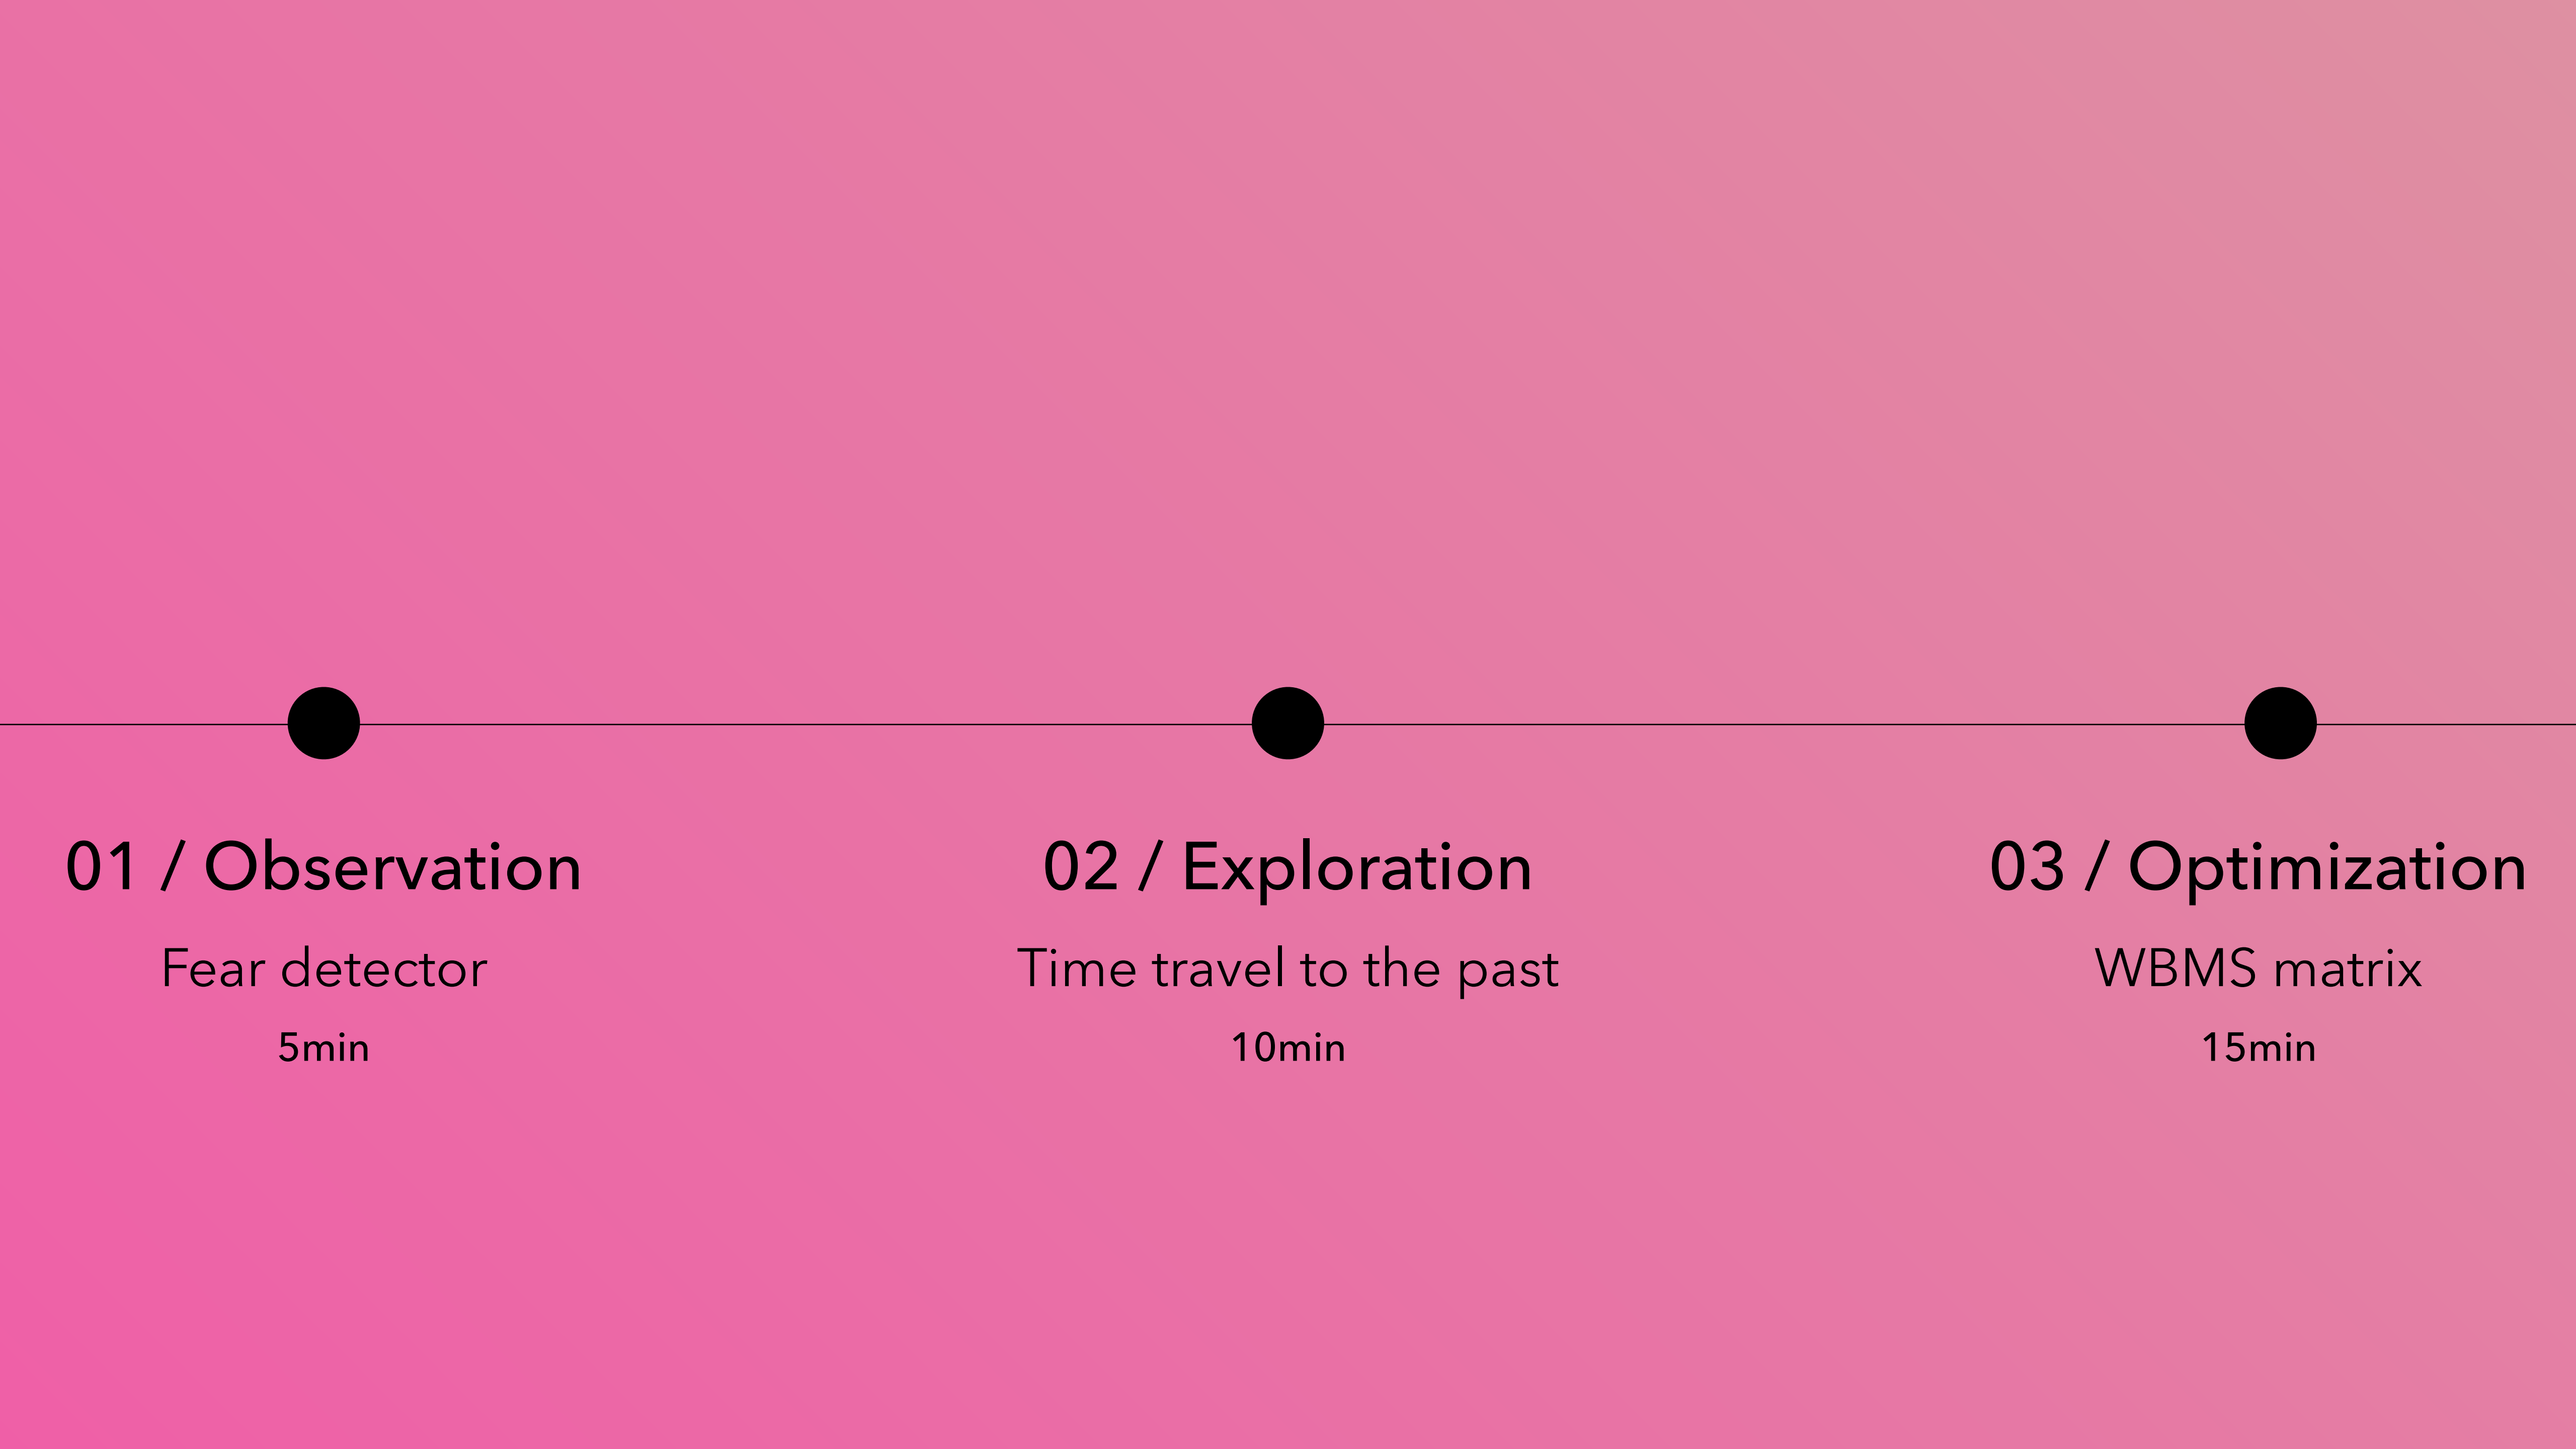 01 / Observation
Fear detector
5min
02 / Exploration
Time travel to the past
10min
03 / Optimization
WBMS matrix
15min